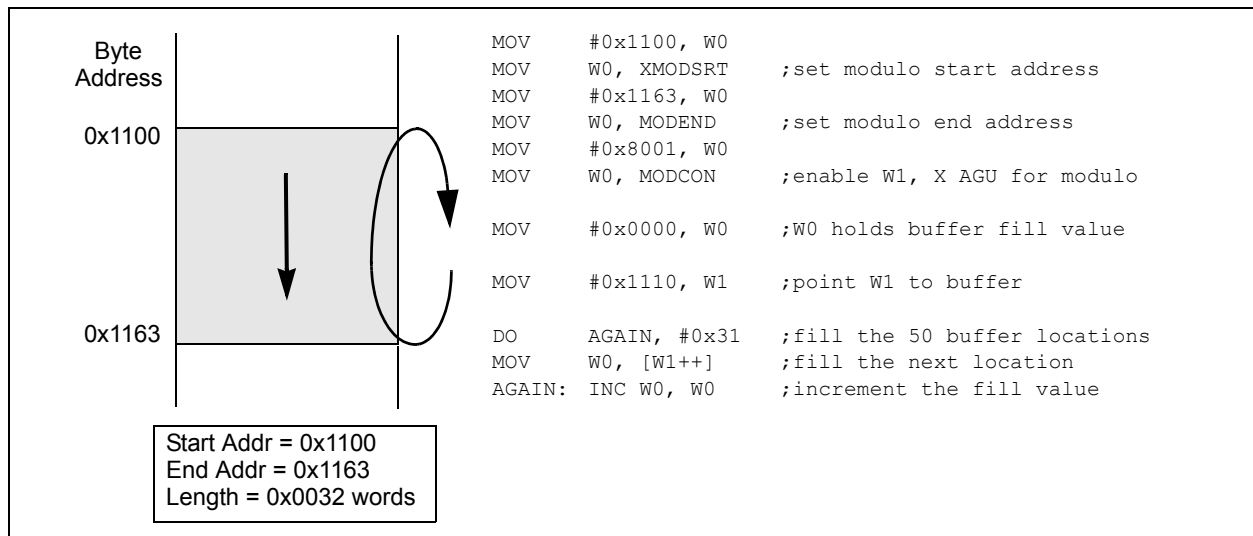 Byte
Address
0x1100
0x1163
Start Addr = 0x1100
End Addr = 0x1163
Length = 0x0032 words
MOV #0x1100, W0
MOV W0, XMODSRT ;set modulo start address
MOV #0x1163, W0
MOV W0, MODEND ;set modulo end address
MOV #0x8001, W0
MOV W0, MODCON ;enable W1, X AGU for modulo
MOV #0x0000, W0 ;W0 holds buffer fill value
MOV #0x1110, W1 ;point W1 to buffer
DO AGAIN, #0x31 ;fill the 50 buffer locations
MOV W0, [W1++] ;fill the next location
AGAIN: INC W0, W0 ;increment the fill value